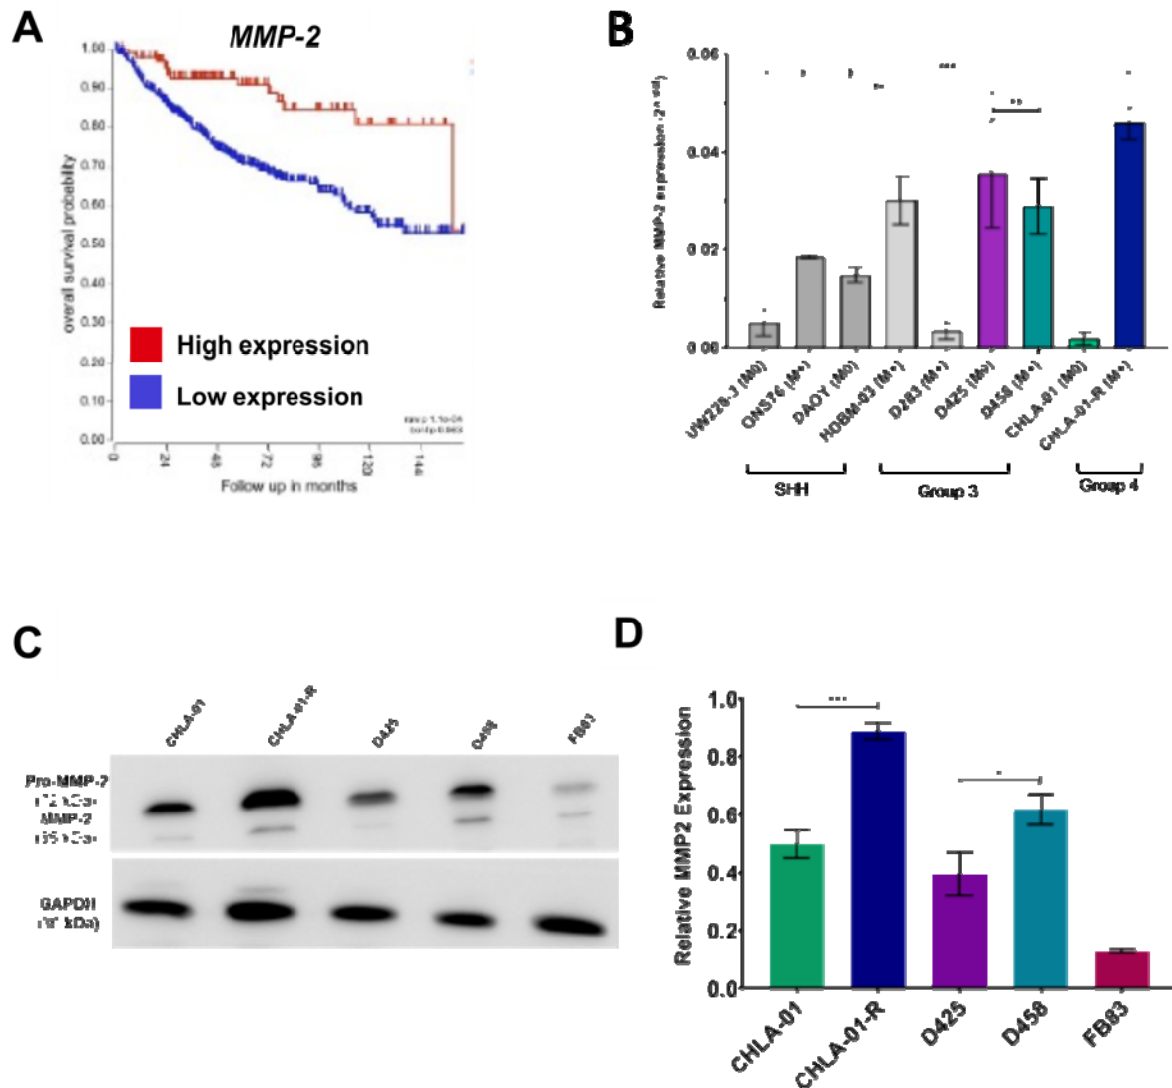 A
MMP-2
1.00
0.90
0.80
0.70
0.60
0.50
0.40
0.30
0.20
0.10
0.00
overall survival probability
High expression
Low expression
0
24
48
72
96
120
144
Follow up in months
B
Relative MMP-2 expression
0.06
0.04
0.02
0.00
**
UW228-3 (M0)
ONS76 (M+)
DAOY (M0)
HDBM-03 (M+)
D283 (M+)
D425 (M+)
D458 (M+)
CHLA-01 (M0)
CHLA-01-R (M+)
SHH
Group 3
Group 4
C
CHLA-01
CHLA-01-R
D425
D458
FB83
Pro-MMP-2
MMP-2
GAPDH
kDa)
D
Relative MMP2 Expression
1.0
0.8
0.6
0.4
0.2
0.0
***
*
CHLA-01
CHLA-01-R
D425
D458
FB83